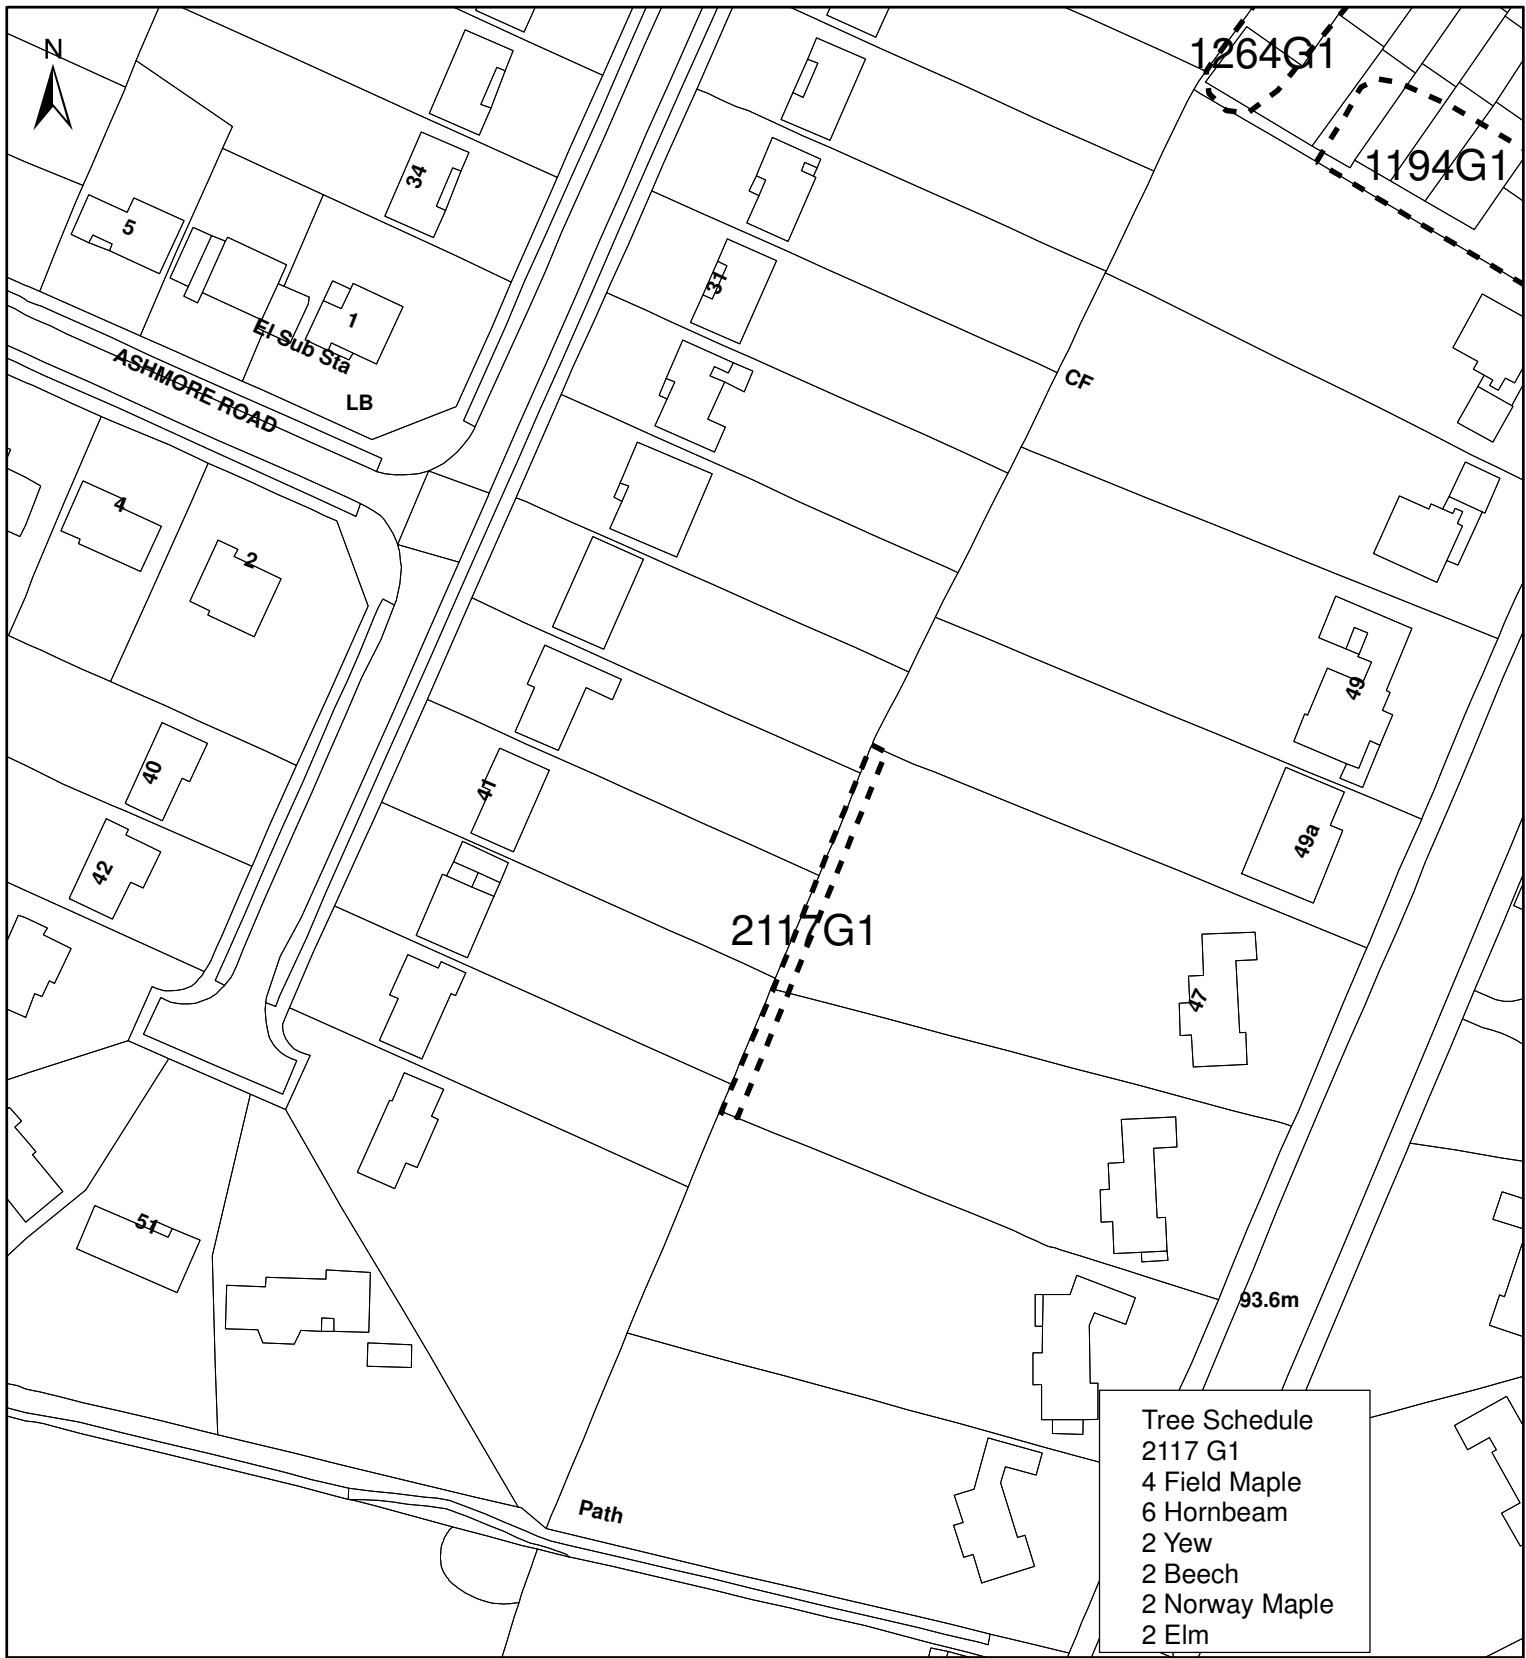 N
1264G1
1194G1
34
5
31
1
El Sub Sta
ASHMORE ROAD
LB
CF
4
2
49
40
41
49a
42
2117G1
47
51
93.6m
Path
Tree Schedule
2117 G1
4 Field Maple
6 Hornbeam
2 Yew
2 Beech
2 Norway Maple
2 Elm